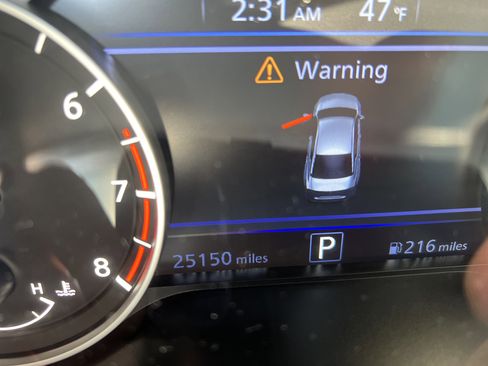 2:31 AM 47°F
Warning
6
7
8
H
25150 miles
P
216 miles